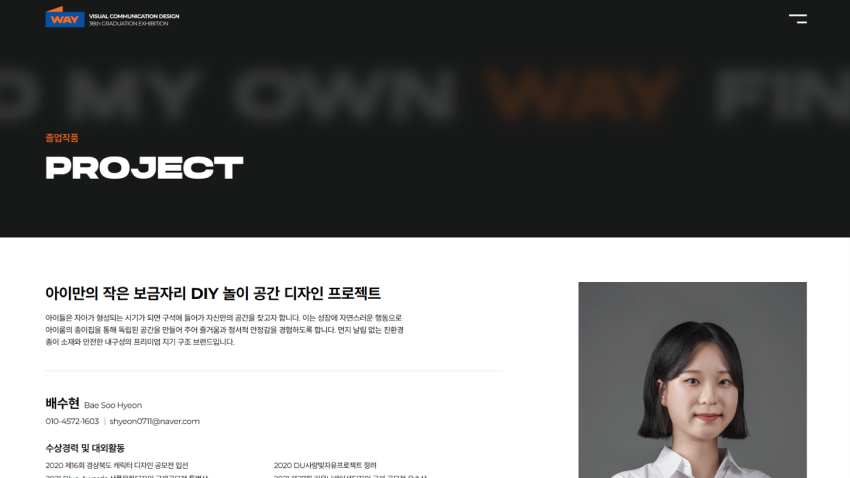 WAY
VISUAL COMMUNICATION DESIGN
38th GRADUATION EXHIBITION
O MY OWN WAY FIN
졸업작품
PROJECT
아이만의 작은 보금자리 DIY 놀이 공간 디자인 프로젝트
아이들은 자아가 형성되는 시기가 되면 구석에 들어가 자신만의 공간을 찾고자 합니다. 이는 성장에 자연스러운 행동으로
아이룸의 종이집을 통해 독립된 공간을 만들어 주어 즐거움과 정서적 안정감을 경험하도록 합니다. 먼지 날림 없는 친환경
종이 소재와 안전한 내구성의 프리미엄 지기 구조 브랜드입니다.
배수현 Bae Soo Hyeon
010-4572-1603 | shyeon0711@naver.com
수상경력 및 대외활동
2020 제16회 경상북도 캐릭터 디자인 공모전 입선
2020 DU사랑빛자유프로젝트 장려